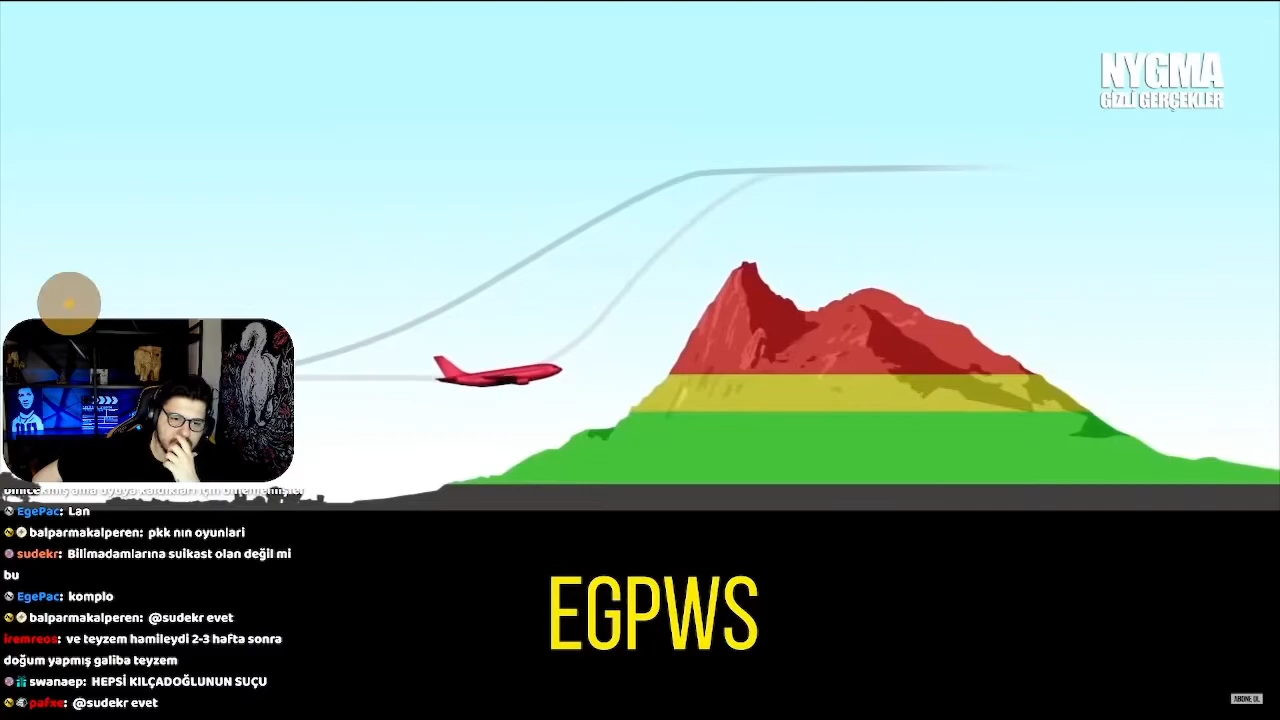 NYGMA
GİZLİ GERÇEKLER
EgePac: Lan
balparmakalperen: pkk nın oyunlari
sudekr: Bilimadamlarına suikast olan değil mi
bu
EgePac: komplo
balparmakalperen: @sudekr evet
iremreos: ve teyzem hamileydi 2-3 hafta sonra
doğum yapmış galiba teyzem
swanaep: HEPSİ KILÇADOĞLUNUN SUÇU
pafxe: @sudekr evet
EGPWS
ABONE OL